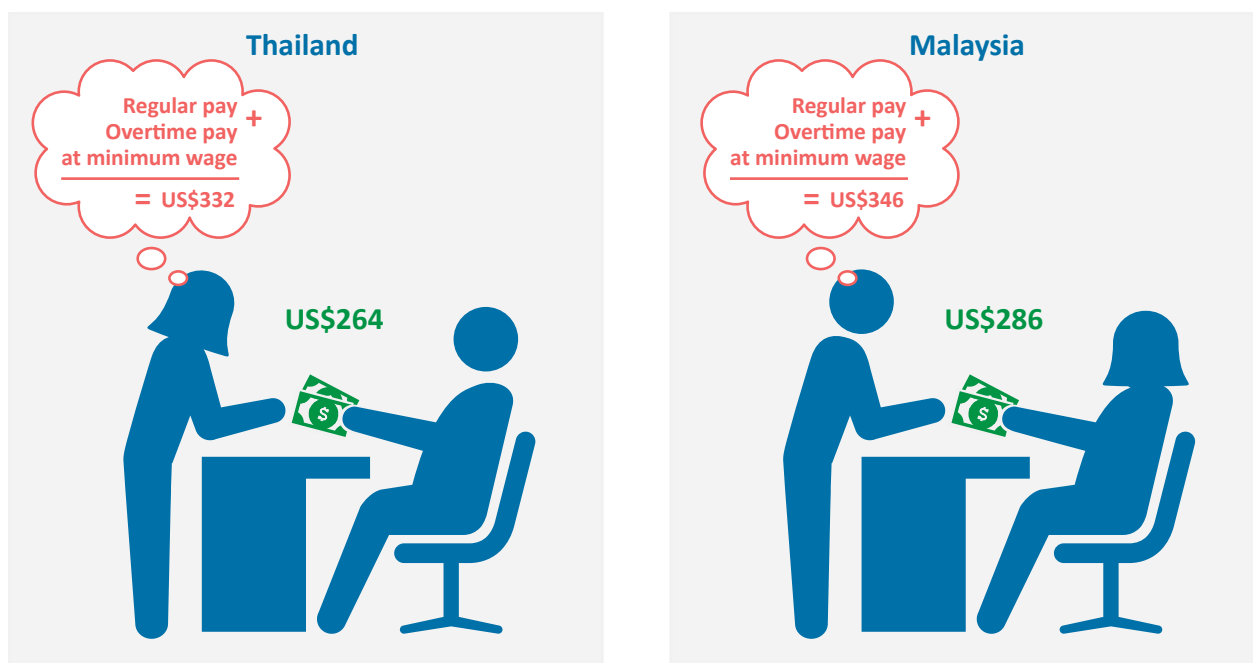 Thailand
Regular pay +
Overtime pay
at minimum wage
= US$332
US$264
$
Malaysia
Regular pay +
Overtime pay
at minimum wage
= US$346
US$286
$